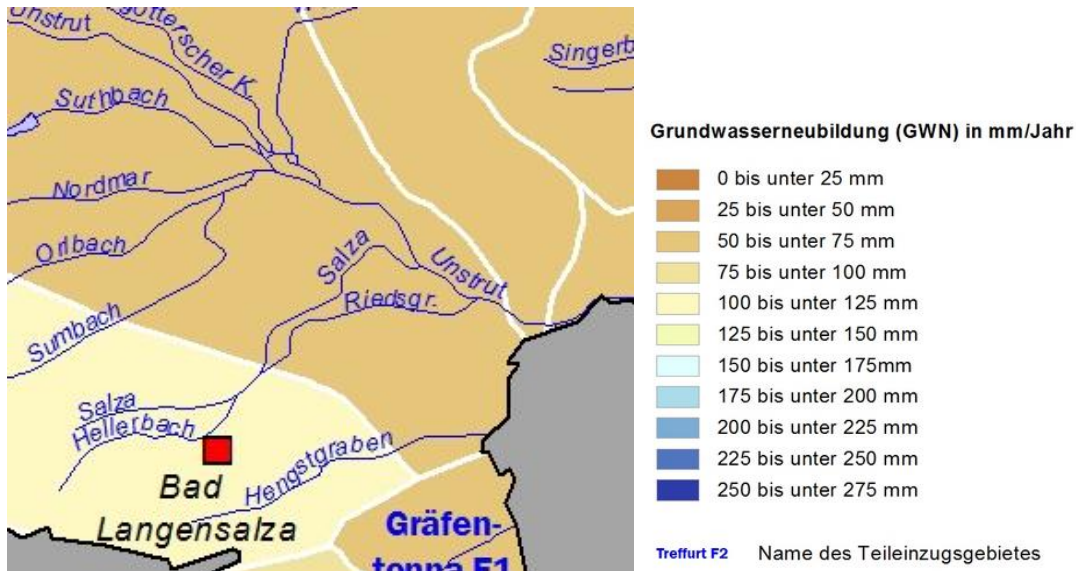 Unstrut
gotterscher K.
Singerb
Suthbach
Nordmar
Orlbach
Salza
Unstrut
Riedsgr.
Sumbach
Salza
Hellerbach
Hengstgraben
Bad
Langensalza
Gräfen-
tonna F1
Grundwasserneubildung (GWN) in mm/Jahr
0 bis unter 25 mm
25 bis unter 50 mm
50 bis unter 75 mm
75 bis unter 100 mm
100 bis unter 125 mm
125 bis unter 150 mm
150 bis unter 175mm
175 bis unter 200 mm
200 bis unter 225 mm
225 bis unter 250 mm
250 bis unter 275 mm
Treffurt F2 Name des Teileinzugsgebietes